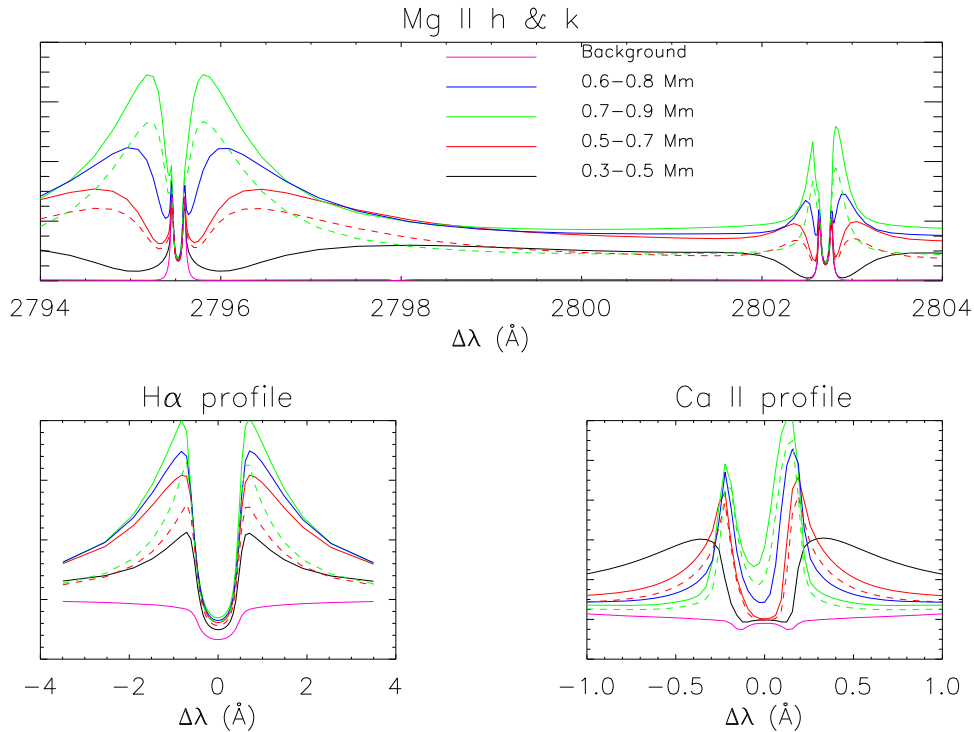 Mg II h & k
Background
0.6−0.8 Mm
0.7−0.9 Mm
0.5−0.7 Mm
0.3−0.5 Mm
2794 2796 2798 2800 2802 2804
Δλ (Å)
Hα profile
−4 −2 0 2 4
Δλ (Å)
Ca II profile
−1.0 −0.5 0.0 0.5 1.0
Δλ (Å)